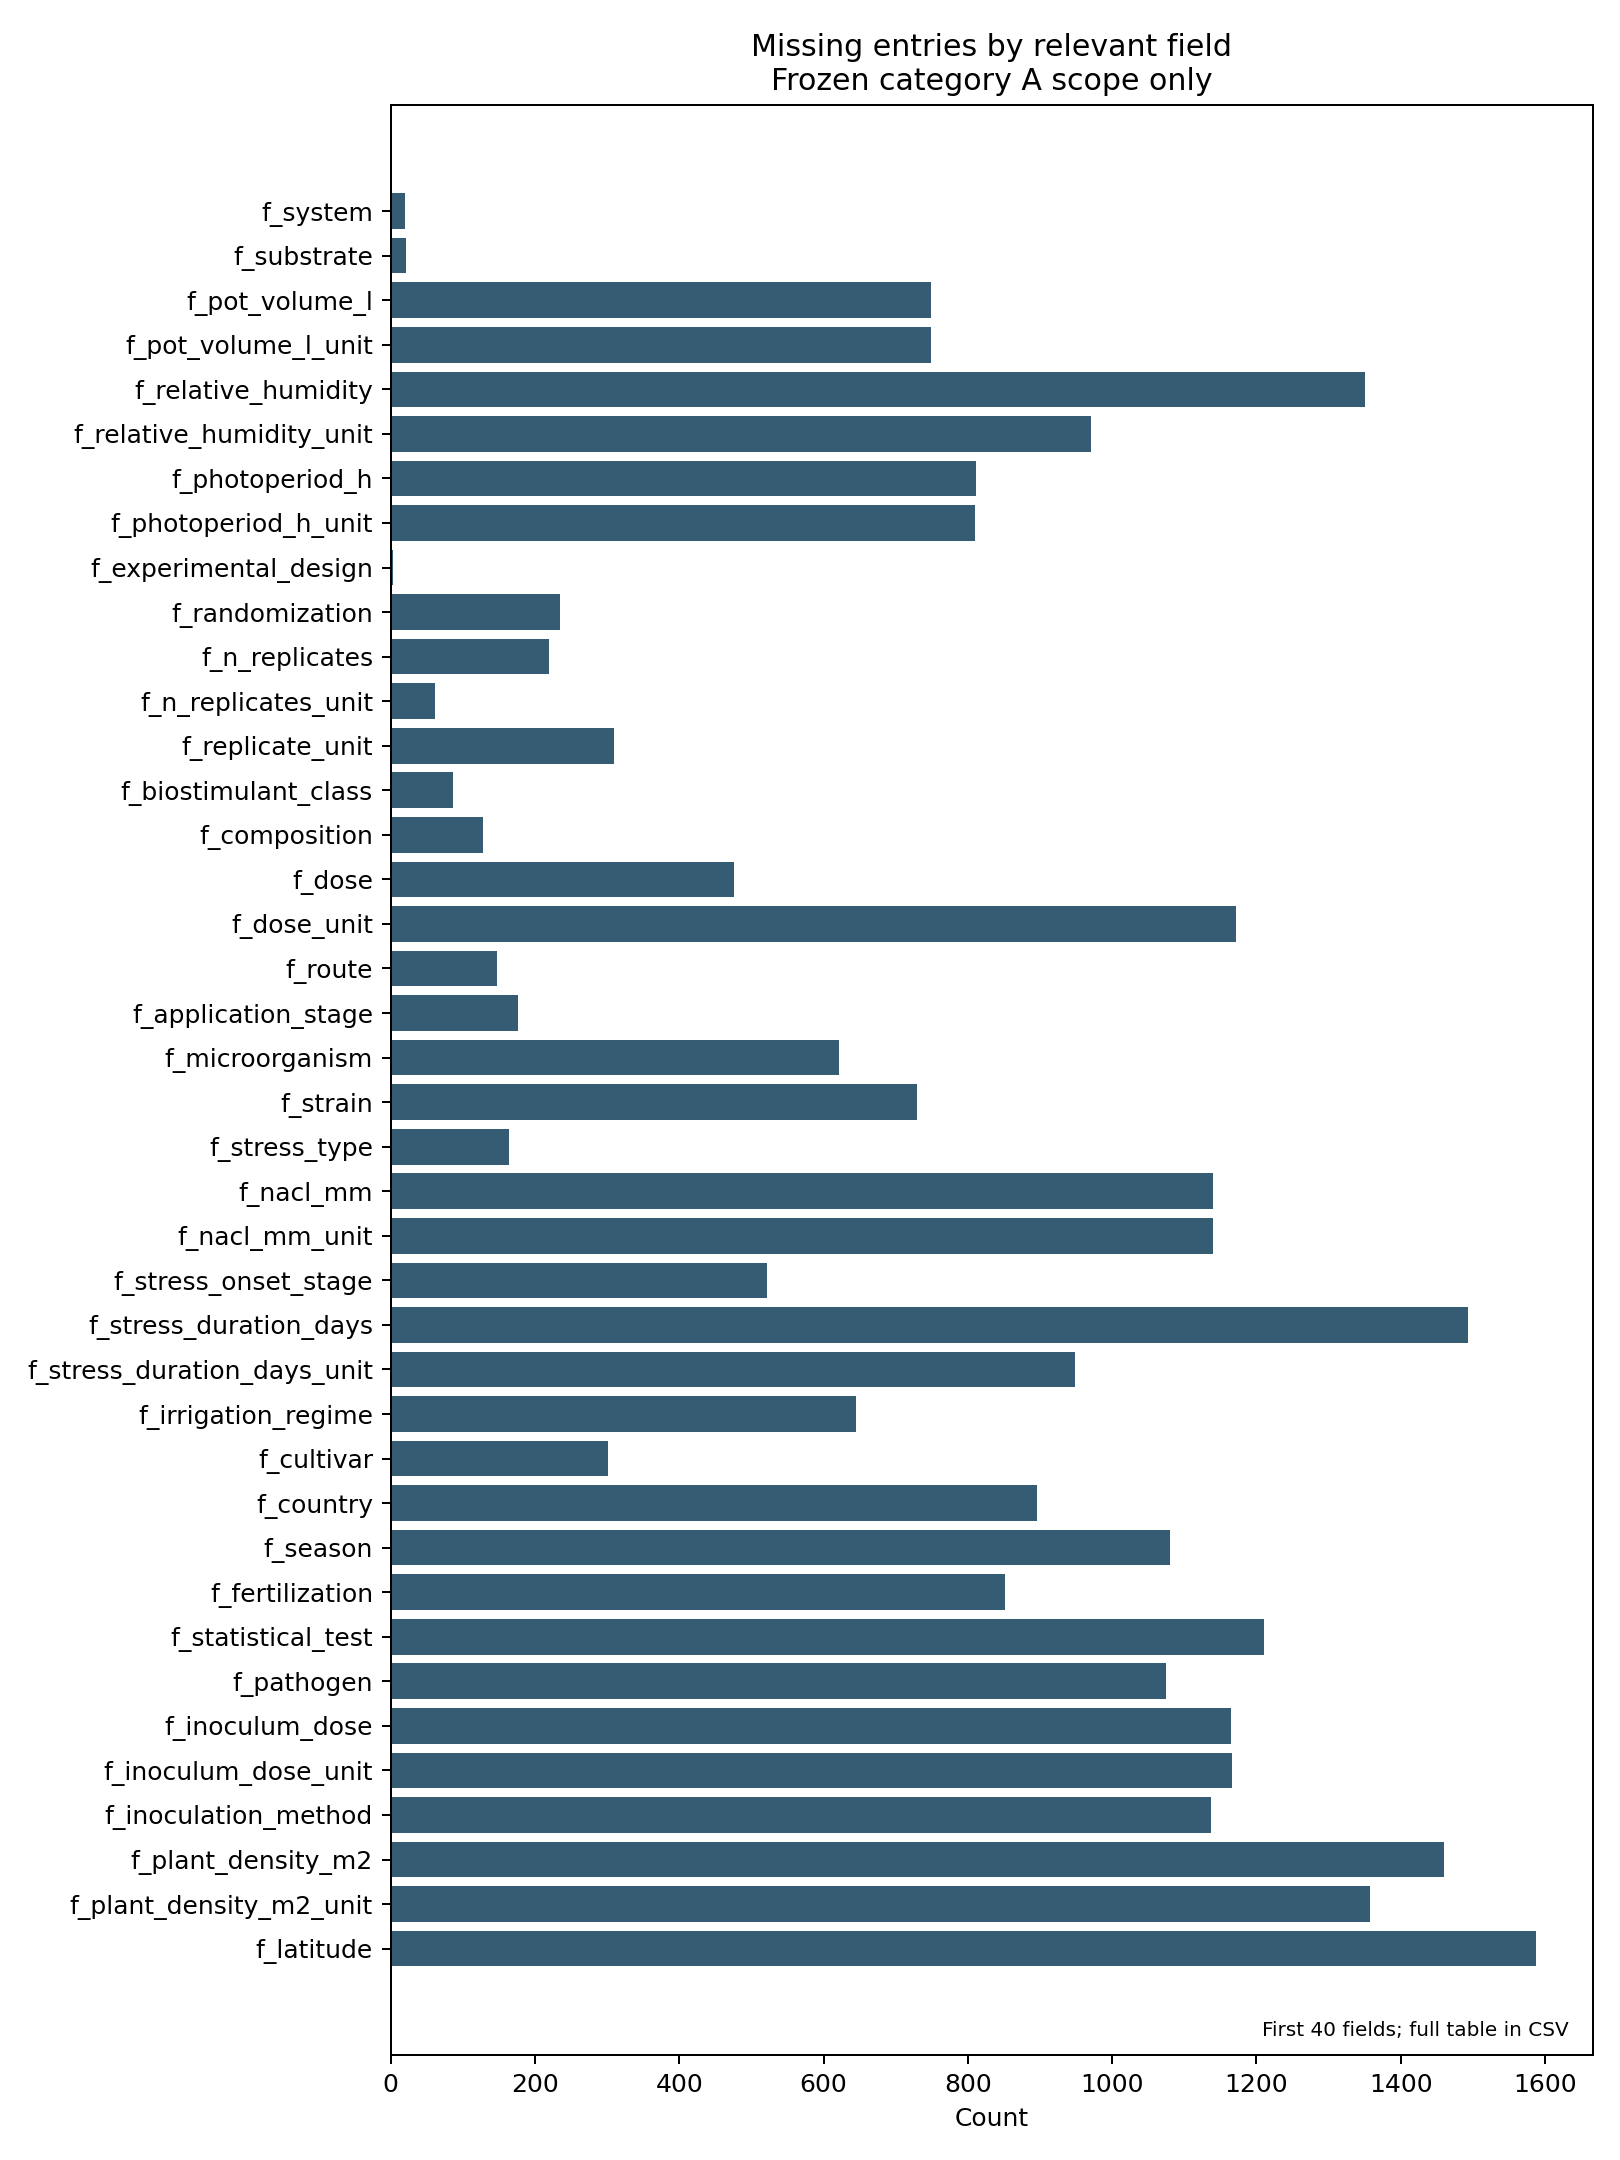 Missing entries by relevant field
Frozen category A scope only
f_system
f_substrate
f_pot_volume_l
f_pot_volume_l_unit
f_relative_humidity
f_relative_humidity_unit
f_photoperiod_h
f_photoperiod_h_unit
f_experimental_design
f_randomization
f_n_replicates
f_n_replicates_unit
f_replicate_unit
f_biostimulant_class
f_composition
f_dose
f_dose_unit
f_route
f_application_stage
f_microorganism
f_strain
f_stress_type
f_nacl_mm
f_nacl_mm_unit
f_stress_onset_stage
f_stress_duration_days
f_stress_duration_days_unit
f_irrigation_regime
f_cultivar
f_country
f_season
f_fertilization
f_statistical_test
f_pathogen
f_inoculum_dose
f_inoculum_dose_unit
f_inoculation_method
f_plant_density_m2
f_plant_density_m2_unit
f_latitude
First 40 fields; full table in CSV
0 200 400 600 800 1000 1200 1400 1600
Count